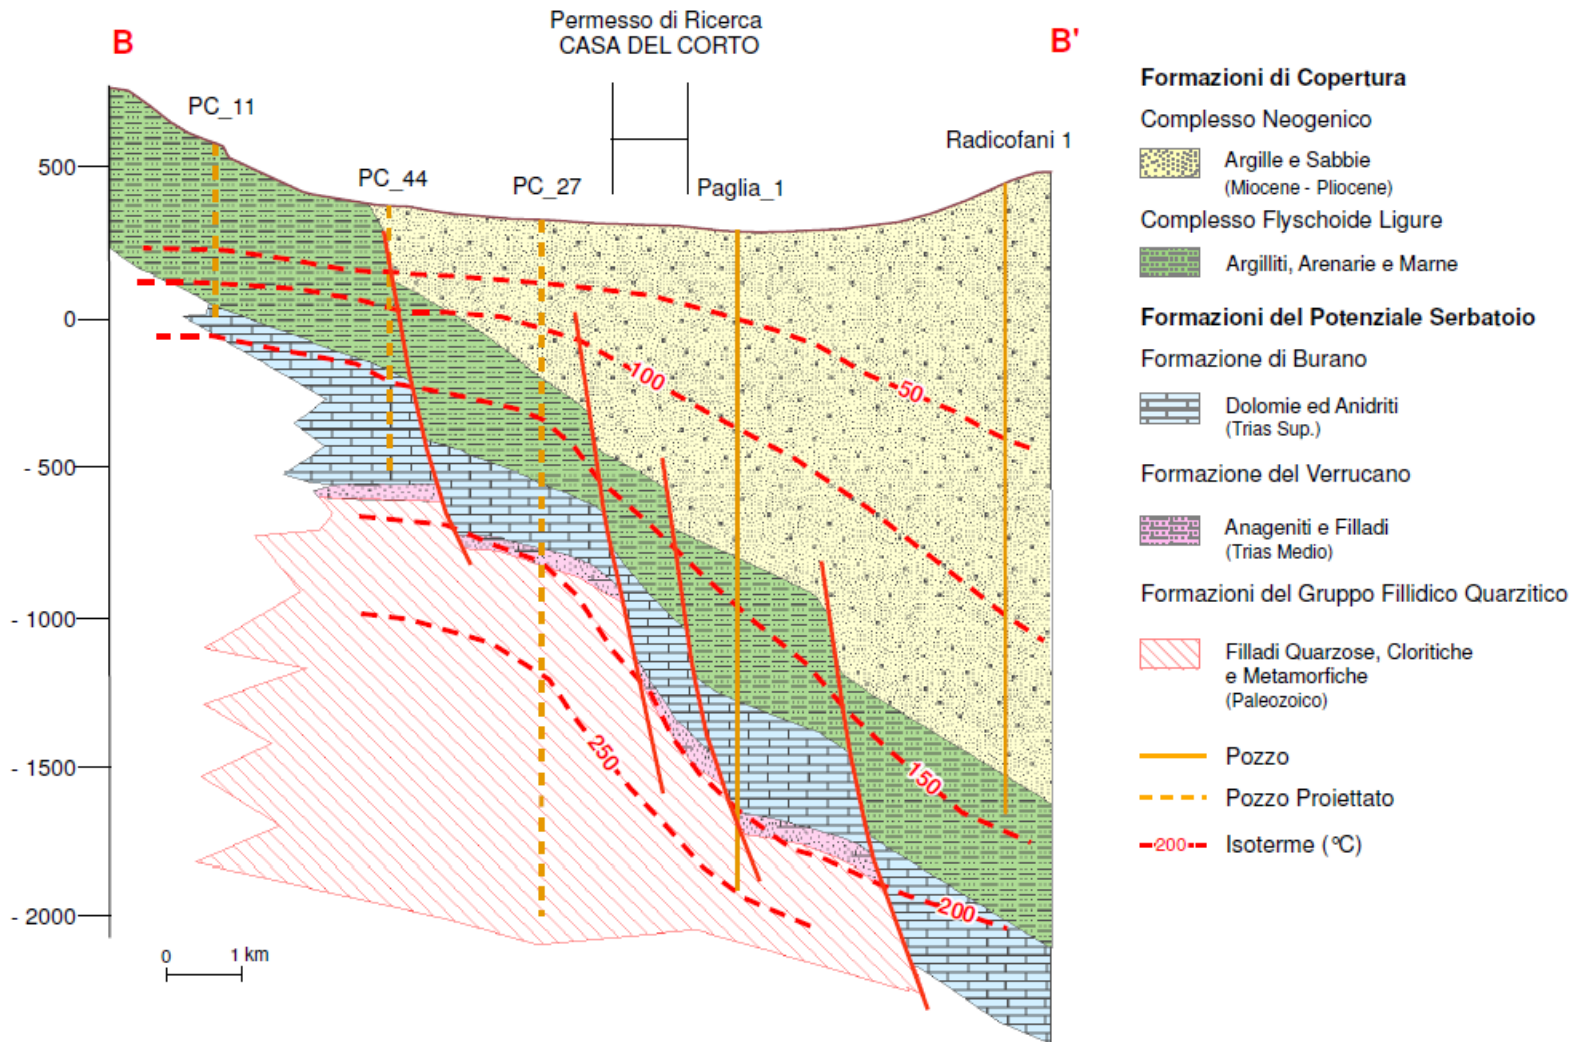 Permesso di Ricerca
CASA DEL CORTO
B
B'
PC_11
PC_44
PC_27
Paglia_1
Radicofani 1
500
0
- 500
- 1000
- 1500
- 2000
50
100
150
200
250
0 1 km
Formazioni di Copertura
Complesso Neogenico
Argille e Sabbie
(Miocene - Pliocene)
Complesso Flyschoide Ligure
Argilliti, Arenarie e Marne
Formazioni del Potenziale Serbatoio
Formazione di Burano
Dolomie ed Anidriti
(Trias Sup.)
Formazione del Verrucano
Anageniti e Filladi
(Trias Medio)
Formazioni del Gruppo Fillidico Quarzitico
Filladi Quarzose, Cloritiche
e Metamorfiche
(Paleozoico)
Pozzo
Pozzo Proiettato
200 Isoterme (°C)